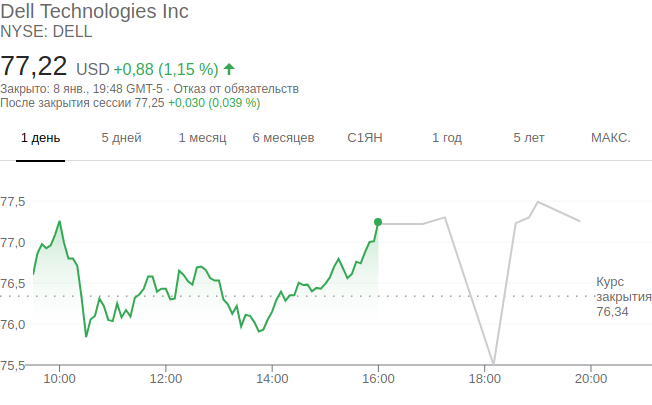 Dell Technologies Inc
NYSE: DELL
77,22 USD +0,88 (1,15 %)
Закрыто: 8 янв., 19:48 GMT-5 · Отказ от обязательств
После закрытия сессии 77,25 +0,030 (0,039 %)
1 день 5 дней 1 месяц 6 месяцев С1ЯН 1 год 5 лет МАКС.
77,5
77,0
76,5
Курс
закрытия
76,34
76,0
75,5
10:00 12:00 14:00 16:00 18:00 20:00